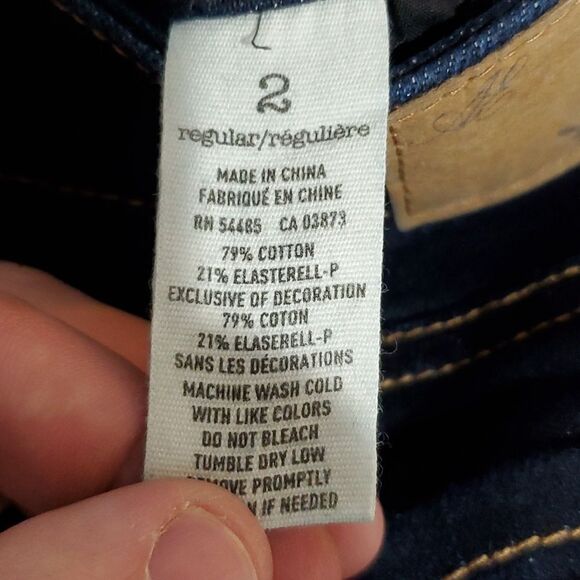 2
regular/régulière
MADE IN CHINA
FABRIQUÉ EN CHINE
RN 54485 CA 03873
79% COTTON
21% ELASTERELL-P
EXCLUSIVE OF DECORATION
79% COTON
21% ELASERELL-P
SANS LES DÉCORATIONS
MACHINE WASH COLD
WITH LIKE COLORS
DO NOT BLEACH
TUMBLE DRY LOW
REMOVE PROMPTLY
IF NEEDED